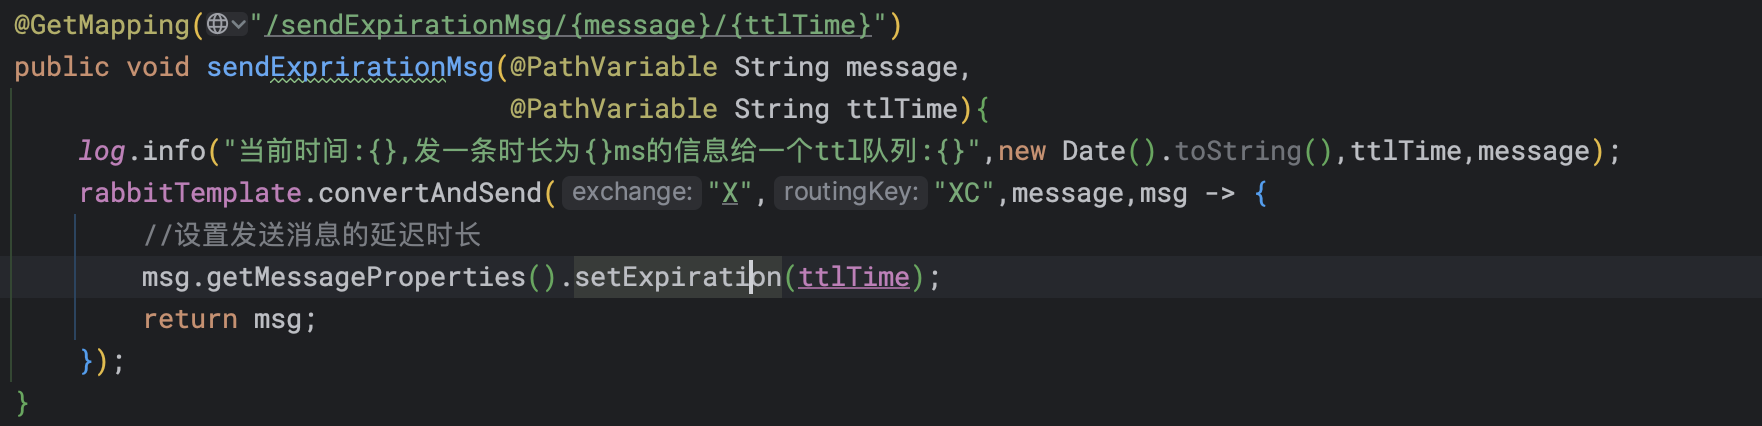 @GetMapping("/sendExpirationMsg/{message}/{ttlTime}")
public void sendExprirationMsg(@PathVariable String message,
@PathVariable String ttlTime){
log.info("当前时间:{},发一条时长为{}ms的信息给一个ttl队列:{}",new Date().toString(),ttlTime,message);
rabbitTemplate.convertAndSend( exchange: "X", routingKey: "XC",message,msg -> {
//设置发送消息的延迟时长
msg.getMessageProperties().setExpiration(ttlTime);
return msg;
});
}